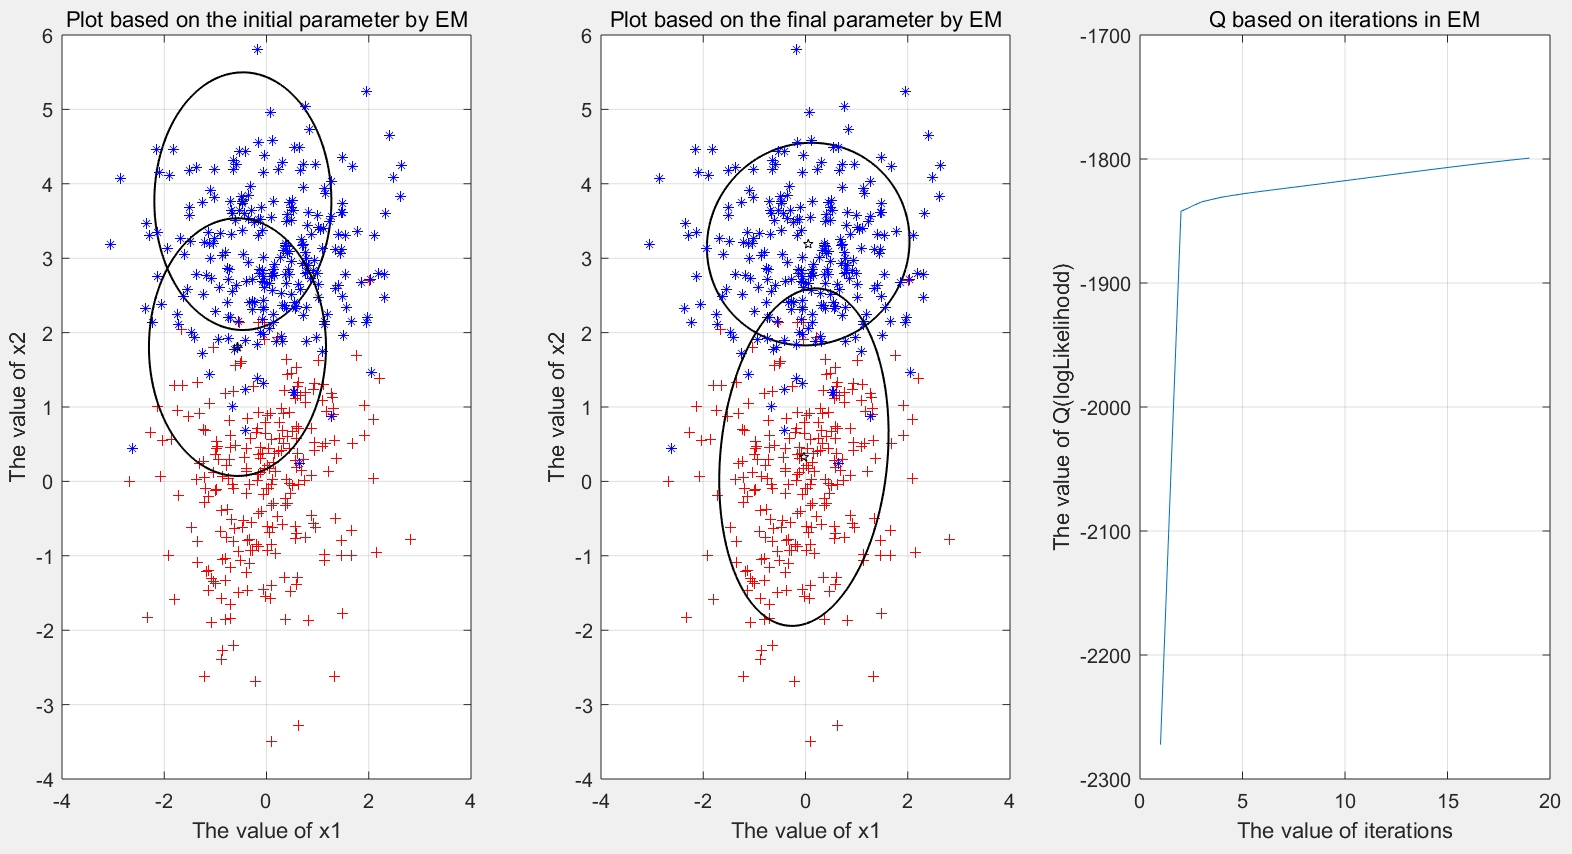 Plot based on the initial parameter by EM
6
5
4
3
2
1
0
-1
-2
-3
-4
-4 -2 0 2 4
The value of x2
The value of x1
Plot based on the final parameter by EM
6
5
4
3
2
1
0
-1
-2
-3
-4
-4 -2 0 2 4
The value of x2
The value of x1
Q based on iterations in EM
-1700
-1800
-1900
-2000
-2100
-2200
-2300
0 5 10 15 20
The value of Q(logLikelihodd)
The value of iterations